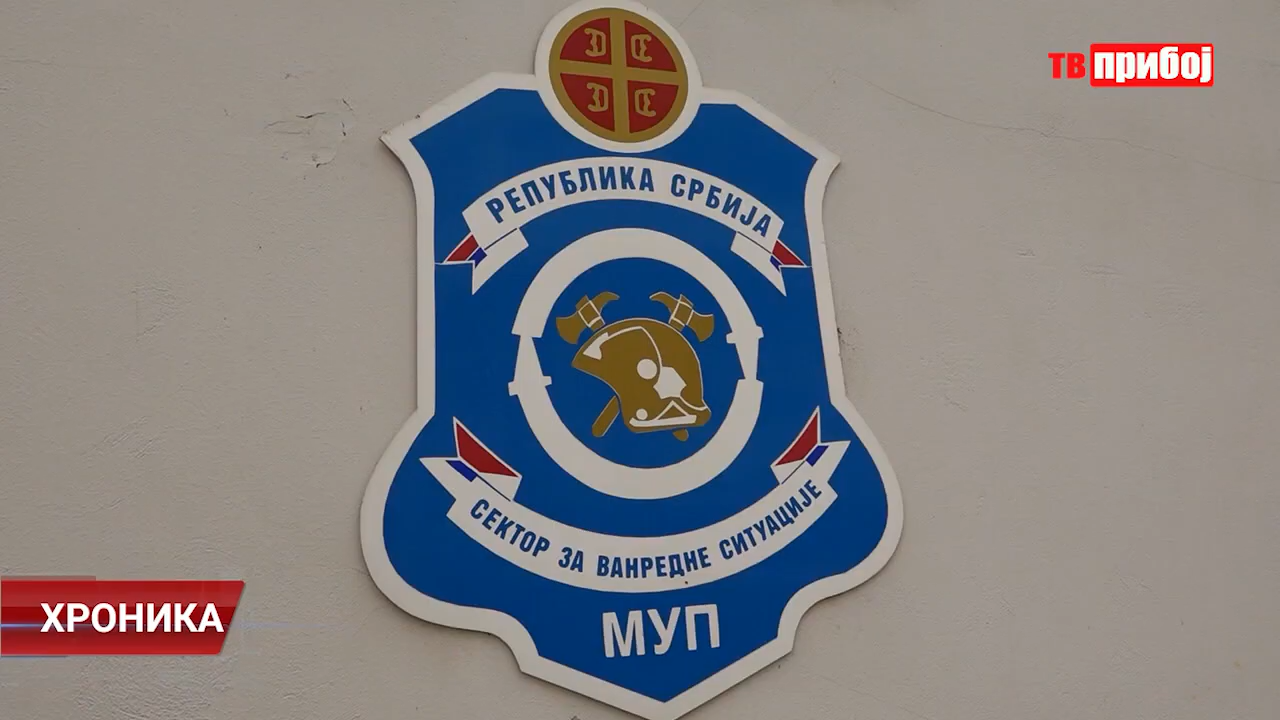 ТВ прибој
РЕПУБЛИКА СРБИЈА
СЕКТОР ЗА ВАНРЕДНЕ СИТУАЦИЈЕ
МУП
ХРОНИКА